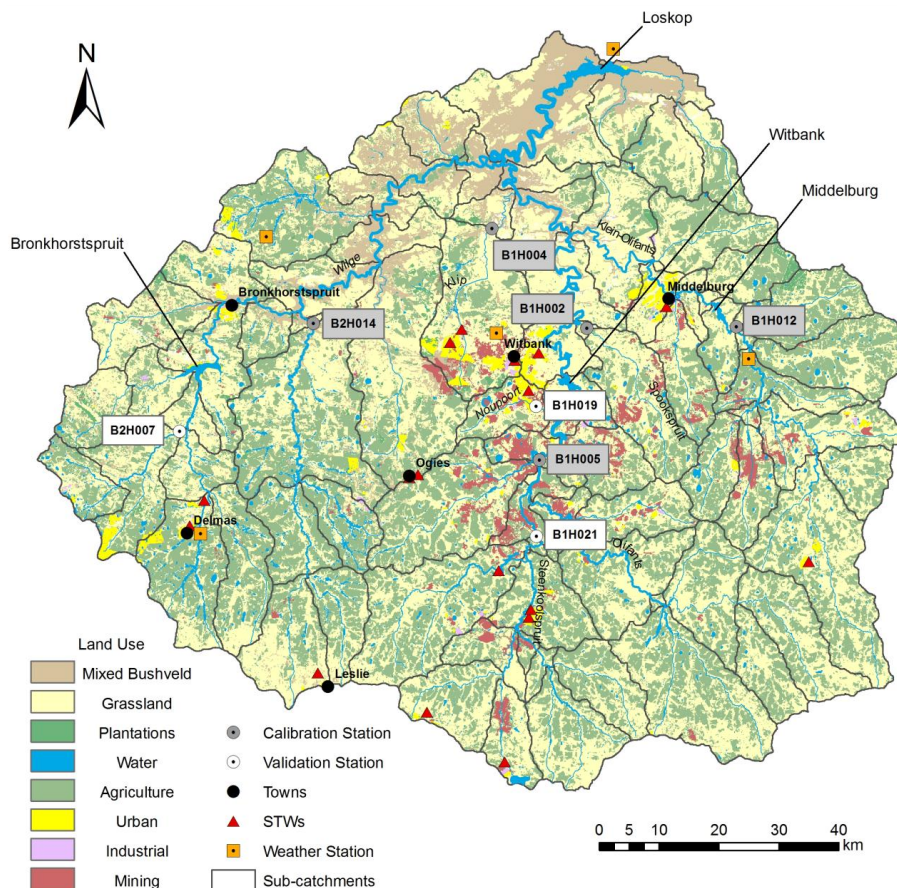 Loskop
N
Witbank
Middelburg
Klein-Olifants
Bronkhorstspruit
B1H004
Wilge
Klip
Bronkhorstspruit
Middelburg
B1H002
B2H014
B1H012
Witbank
Noupoort
B1H019
Spookspruit
B2H007
B1H005
Ogies
Delmas
B1H021
Olifants
Steenkoolspruit
Leslie
Land Use
Mixed Bushveld
Grassland
Plantations
Water
Agriculture
Urban
Industrial
Mining
Calibration Station
Validation Station
Towns
STWs
Weather Station
Sub-catchments
0 5 10 20 30 40
km